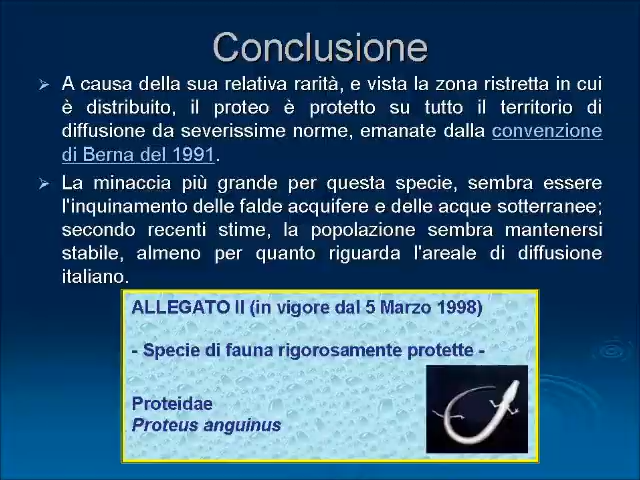 Conclusione
A causa della sua relativa rarità, e vista la zona ristretta in cui
è distribuito, il proteo è protetto su tutto il territorio di
diffusione da severissime norme, emanate dalla convenzione
di Berna del 1991.
La minaccia più grande per questa specie, sembra essere
l'inquinamento delle falde acquifere e delle acque sotterranee;
secondo recenti stime, la popolazione sembra mantenersi
stabile, almeno per quanto riguarda l'areale di diffusione
italiano.
ALLEGATO II (in vigore dal 5 Marzo 1998)
- Specie di fauna rigorosamente protette -
Proteidae
Proteus anguinus